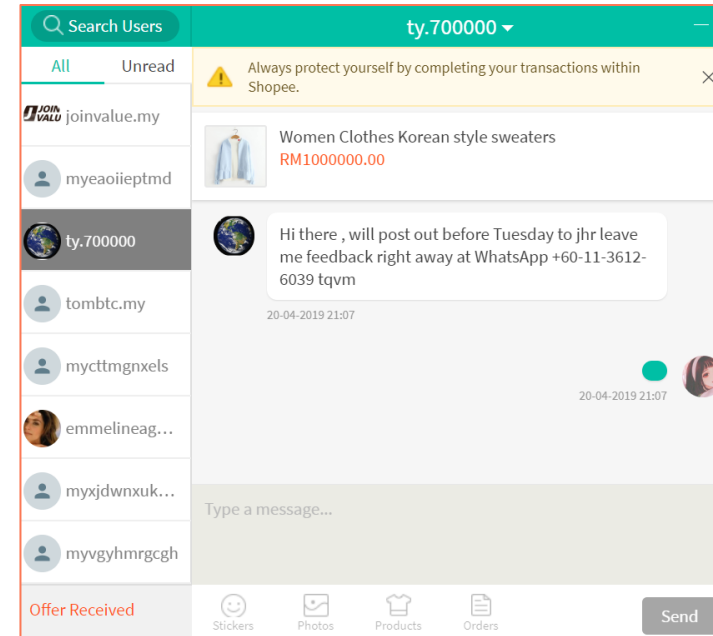 Search Users
ty.700000
All Unread
Always protect yourself by completing your transactions within
Shopee.
JOIN
VALU
joinvalue.my
Women Clothes Korean style sweaters
RM1000000.00
myeaoiieptmd
ty.700000
Hi there , will post out before Tuesday to jhr leave
me feedback right away at WhatsApp +60-11-3612-
6039 tqvm
20-04-2019 21:07
tombtc.my
mycttmgnxels
20-04-2019 21:07
emmelineag...
myxjdwnxuk...
Type a message...
myvgyhmrgcgh
Offer Received
Stickers
Photos
Products
Orders
Send